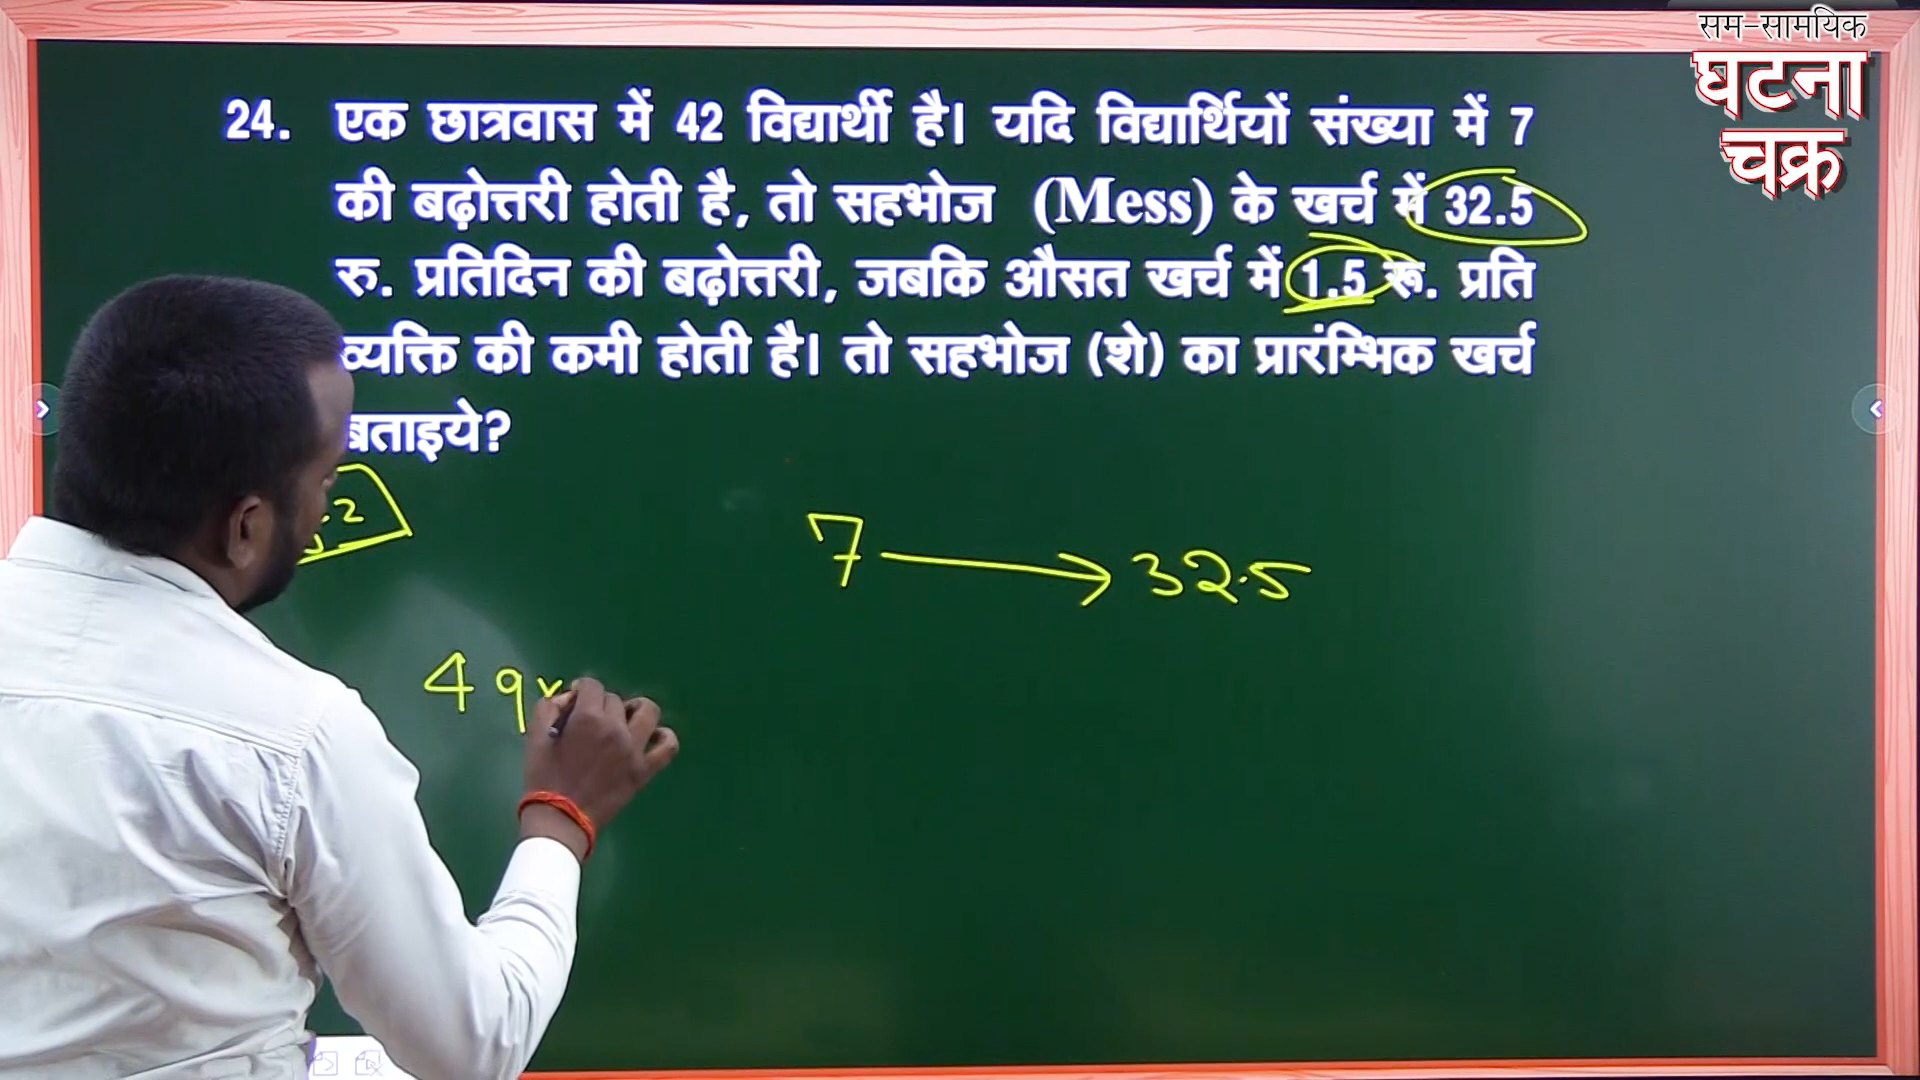 सम-सामयिक
घटना
चक्र
24. एक छात्रवास में 42 विद्यार्थी है। यदि विद्यार्थियों संख्या में 7
की बढ़ोत्तरी होती है, तो सहभोज (Mess) के खर्च में 32.5
रु. प्रतिदिन की बढ़ोत्तरी, जबकि औसत खर्च में 1.5 रू. प्रति
व्यक्ति की कमी होती है। तो सहभोज (शे) का प्रारंम्भिक खर्च
बताइये?
7 → 32.5
49×